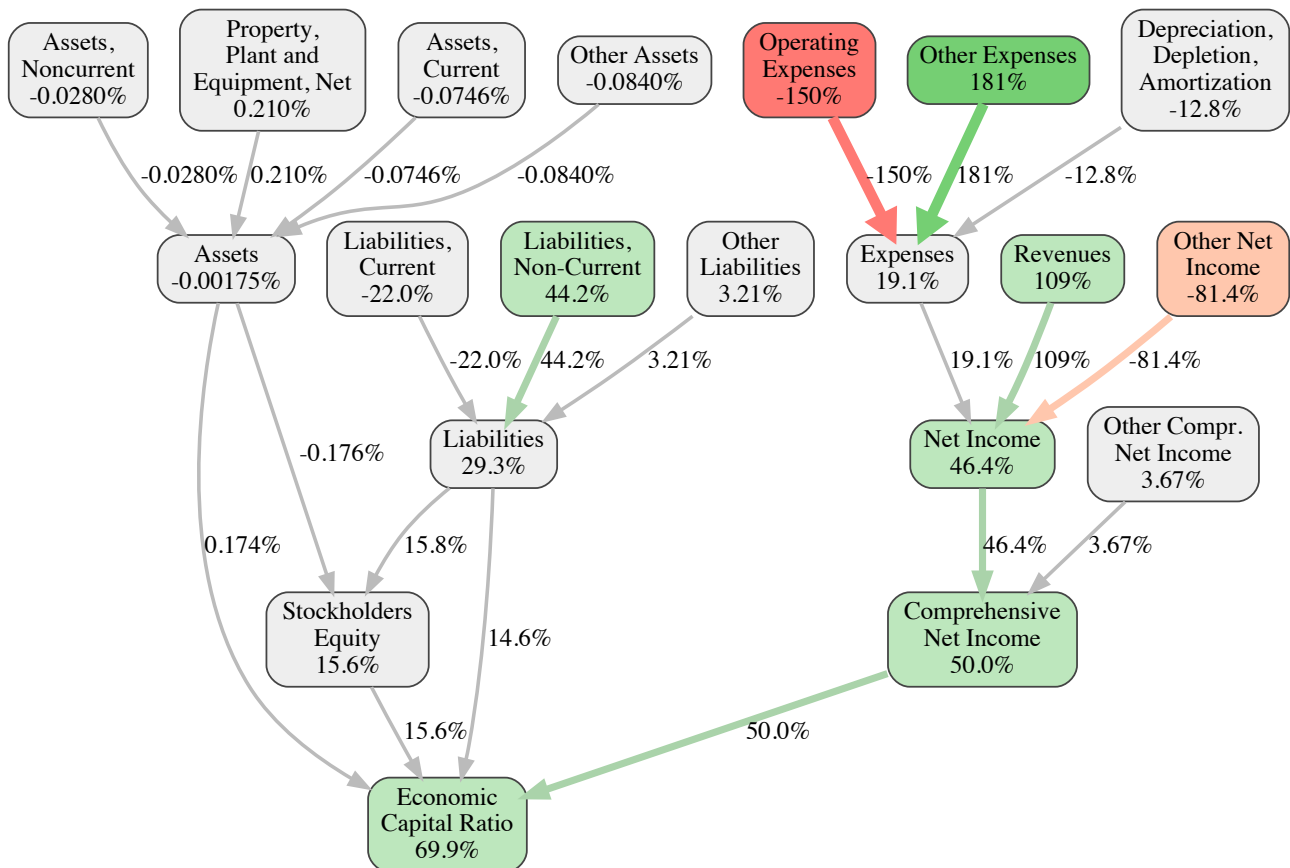 Assets,
Noncurrent
-0.0280%
Property,
Plant and
Equipment, Net
0.210%
Assets,
Current
-0.0746%
Other Assets
-0.0840%
Operating
Expenses
-150%
Other Expenses
181%
Depreciation,
Depletion,
Amortization
-12.8%
-0.0280%
0.210%
-0.0746%
-0.0840%
-150%
181%
-12.8%
Assets
-0.00175%
Liabilities,
Current
-22.0%
Liabilities,
Non-Current
44.2%
Other
Liabilities
3.21%
Expenses
19.1%
Revenues
109%
Other Net
Income
-81.4%
-22.0%
44.2%
3.21%
19.1%
109%
-81.4%
-0.176%
Liabilities
29.3%
Net Income
46.4%
Other Compr.
Net Income
3.67%
0.174%
15.8%
46.4%
3.67%
Stockholders
Equity
15.6%
14.6%
Comprehensive
Net Income
50.0%
15.6%
50.0%
Economic
Capital Ratio
69.9%